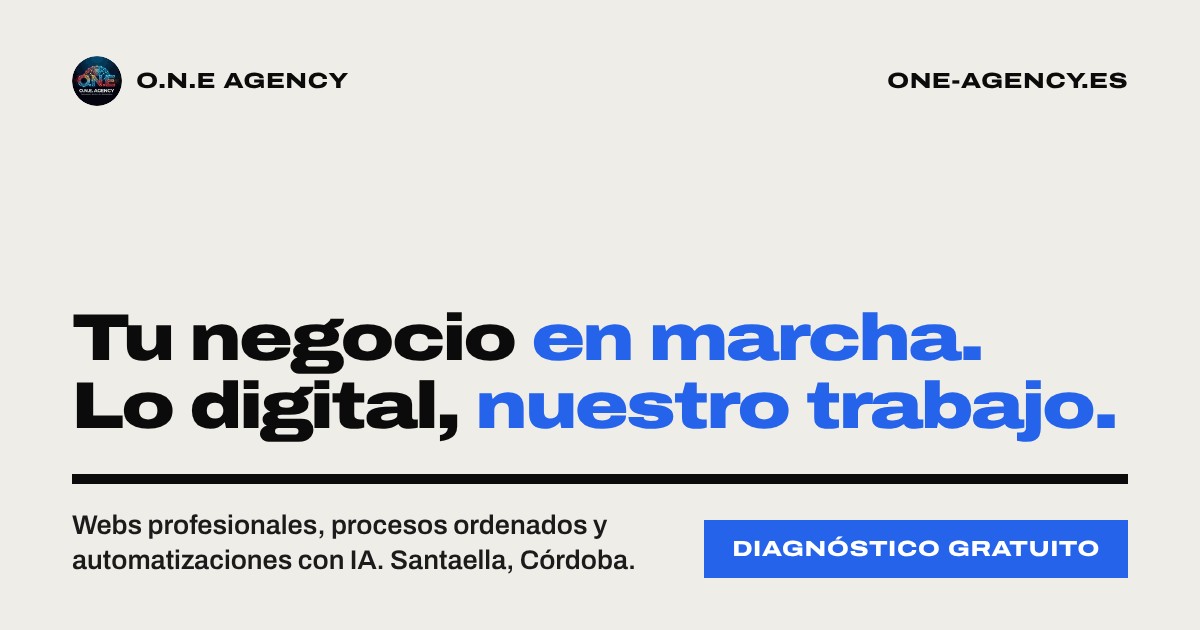 O.N.E
O.N.E. AGENCY
O.N.E AGENCY
ONE-AGENCY.ES
Tu negocio en marcha.
Lo digital, nuestro trabajo.
Webs profesionales, procesos ordenados y
automatizaciones con IA. Santaella, Córdoba.
DIAGNÓSTICO GRATUITO